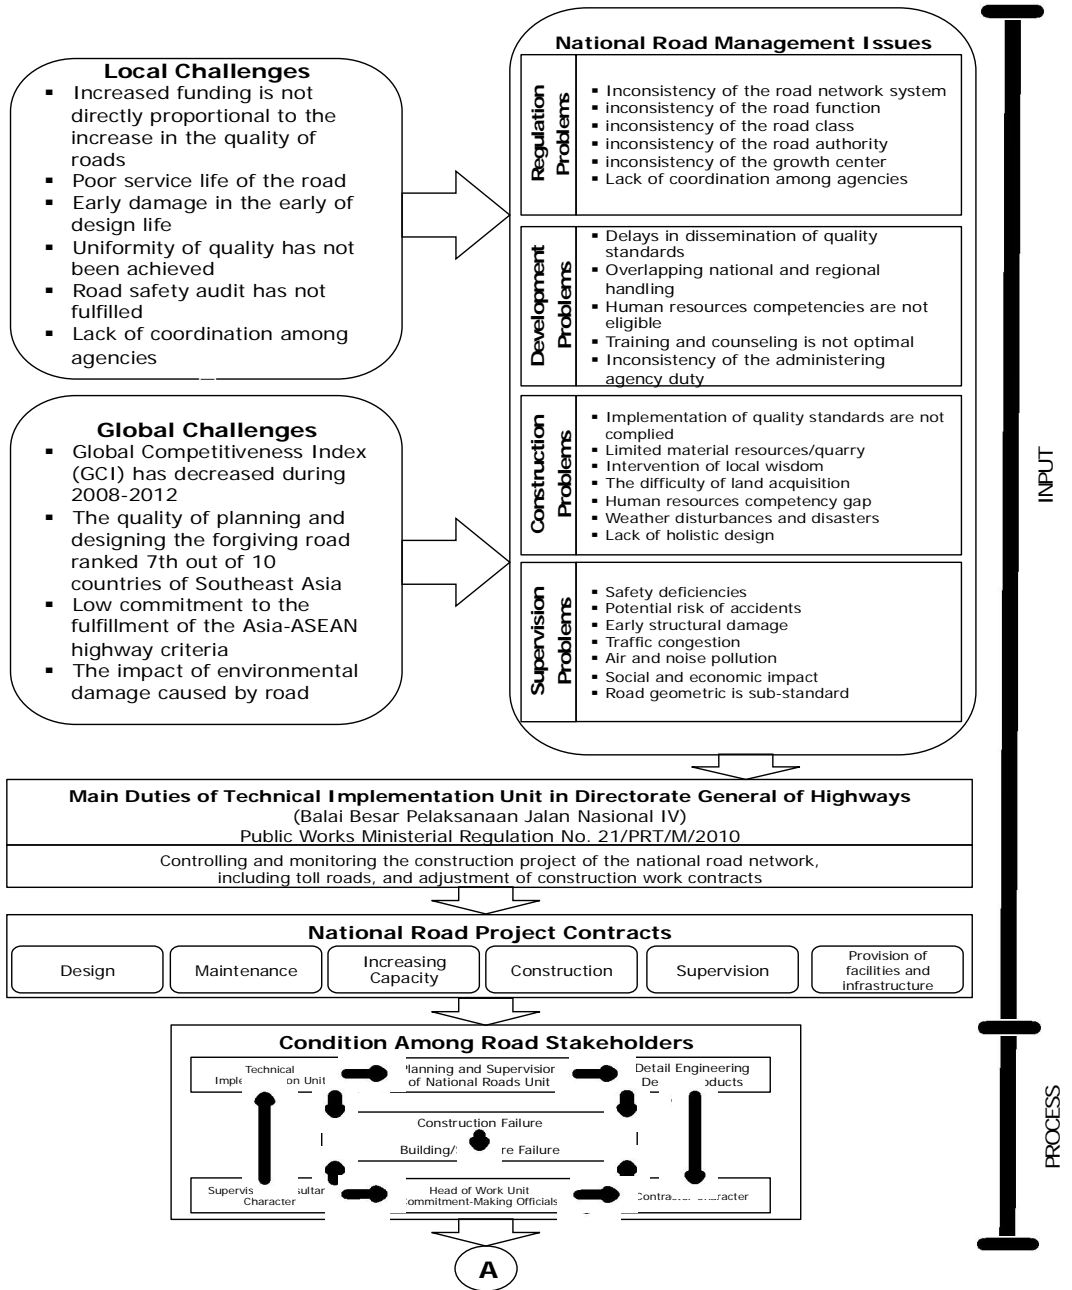 Local Challenges
▪ Increased funding is not
directly proportional to the
increase in the quality of
roads
▪ Poor service life of the road
▪ Early damage in the early of
design life
▪ Uniformity of quality has not
been achieved
▪ Road safety audit has not
fulfilled
▪ Lack of coordination among
agencies
Global Challenges
▪ Global Competitiveness Index
(GCI) has decreased during
2008-2012
▪ The quality of planning and
designing the forgiving road
ranked 7th out of 10
countries of Southeast Asia
▪ Low commitment to the
fulfillment of the Asia-ASEAN
highway criteria
▪ The impact of environmental
damage caused by road
National Road Management Issues
Regulation
Problems
▪ Inconsistency of the road network system
▪ inconsistency of the road function
▪ inconsistency of the road class
▪ inconsistency of the road authority
▪ inconsistency of the growth center
▪ Lack of coordination among agencies
Development
Problems
▪ Delays in dissemination of quality
standards
▪ Overlapping national and regional
handling
▪ Human resources competencies are not
eligible
▪ Training and counseling is not optimal
▪ Inconsistency of the administering
agency duty
Construction
Problems
▪ Implementation of quality standards are not
complied
▪ Limited material resources/quarry
▪ Intervention of local wisdom
▪ The difficulty of land acquisition
▪ Human resources competency gap
▪ Weather disturbances and disasters
▪ Lack of holistic design
Supervision
Problems
▪ Safety deficiencies
▪ Potential risk of accidents
▪ Early structural damage
▪ Traffic congestion
▪ Air and noise pollution
▪ Social and economic impact
▪ Road geometric is sub-standard
INPUT
Main Duties of Technical Implementation Unit in Directorate General of Highways
(Balai Besar Pelaksanaan Jalan Nasional IV)
Public Works Ministerial Regulation No. 21/PRT/M/2010
Controlling and monitoring the construction project of the national road network,
including toll roads, and adjustment of construction work contracts
National Road Project Contracts
Design
Maintenance
Increasing
Capacity
Construction
Supervision
Provision of
facilities and
infrastructure
Condition Among Road Stakeholders
Technical
Unit
Planning and Supervision
of National Roads Unit
Detail Engineering
Construction Failure
Failure
Character
Head of Work Unit
Commitment-Making Officials
PROCESS
A